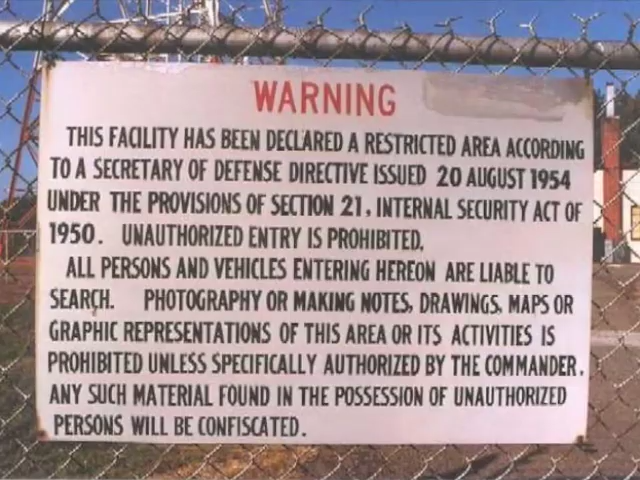 WARNING
THIS FACILITY HAS BEEN DECLARED A RESTRICTED AREA ACCORDING
TO A SECRETARY OF DEFENSE DIRECTIVE ISSUED 20 AUGUST 1954
UNDER THE PROVISIONS OF SECTION 21, INTERNAL SECURITY ACT OF
1950. UNAUTHORIZED ENTRY IS PROHIBITED.
ALL PERSONS AND VEHICLES ENTERING HEREON ARE LIABLE TO
SEARCH. PHOTOGRAPHY OR MAKING NOTES, DRAWINGS, MAPS OR
GRAPHIC REPRESENTATIONS OF THIS AREA OR ITS ACTIVITIES IS
PROHIBITED UNLESS SPECIFICALLY AUTHORIZED BY THE COMMANDER.
ANY SUCH MATERIAL FOUND IN THE POSSESSION OF UNAUTHORIZED
PERSONS WILL BE CONFISCATED.